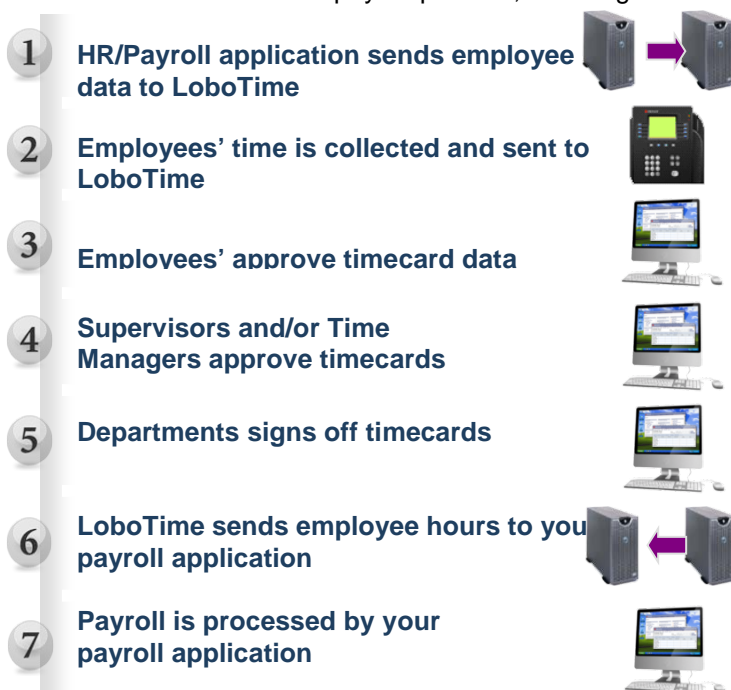 1
HR/Payroll application sends employee
data to LoboTime
2
Employees' time is collected and sent to
LoboTime
3
Employees' approve timecard data
4
Supervisors and/or Time
Managers approve timecards
5
Departments signs off timecards
6
LoboTime sends employee hours to you
payroll application
7
Payroll is processed by your
payroll application